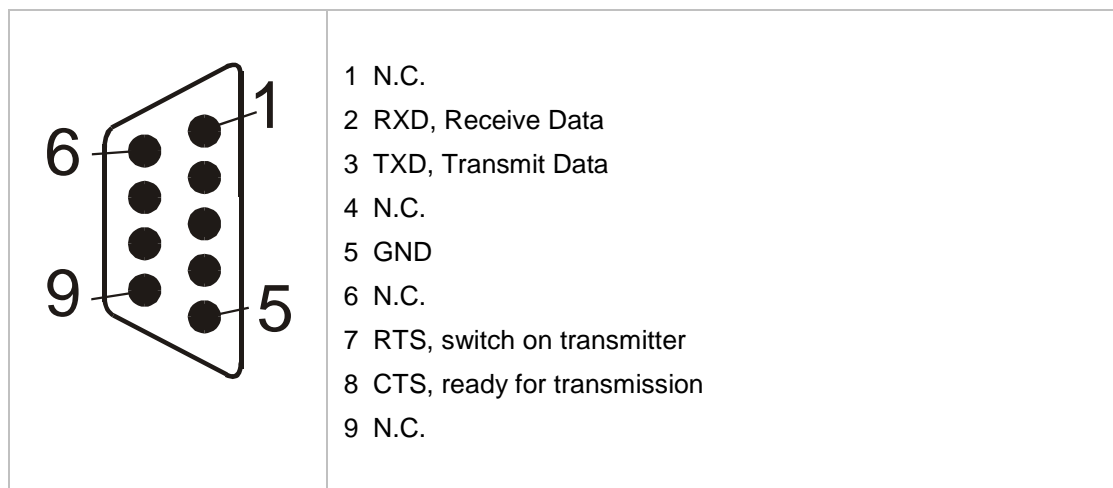 1
6
9
5
1 N.C.
2 RXD, Receive Data
3 TXD, Transmit Data
4 N.C.
5 GND
6 N.C.
7 RTS, switch on transmitter
8 CTS, ready for transmission
9 N.C.